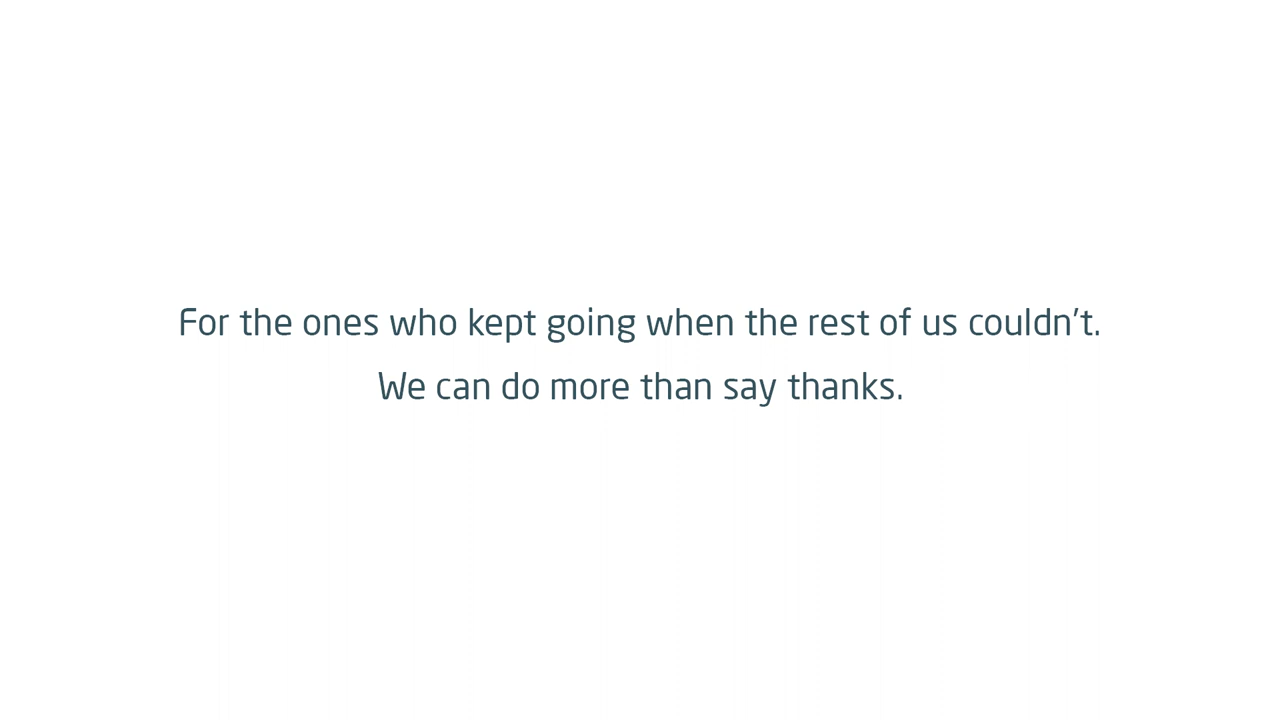 For the ones who kept going when the rest of us couldn't.
We can do more than say thanks.